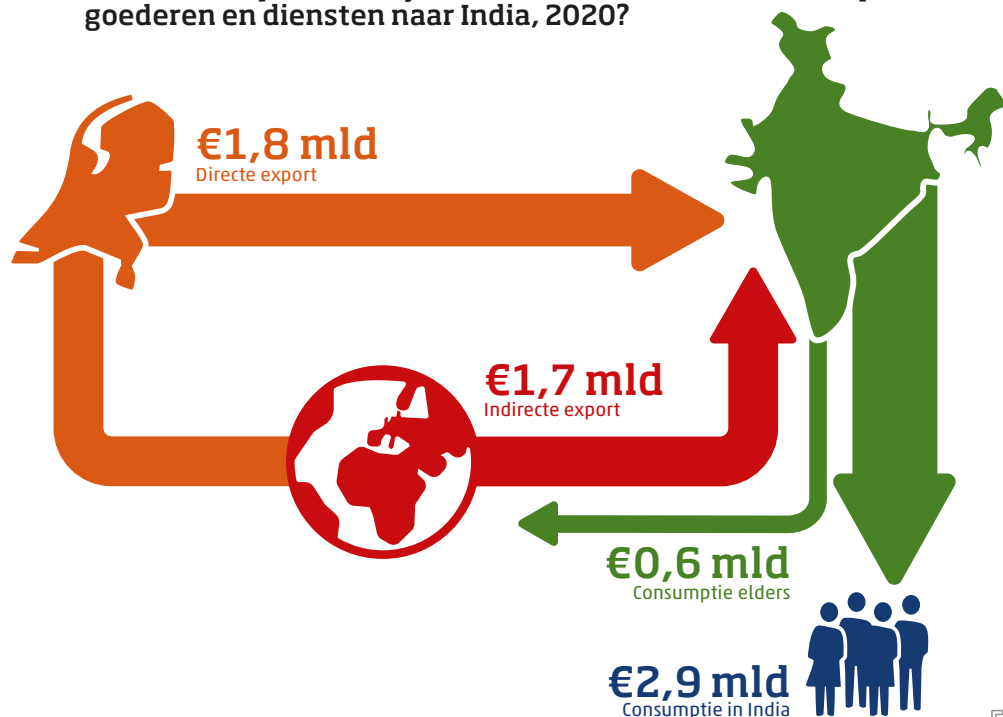 goederen en diensten naar India, 2020?
€1,8 mld
Directe export
€1,7 mld
Indirecte export
€0,6 mld
Consumptie elders
€2,9 mld
Consumptie in India